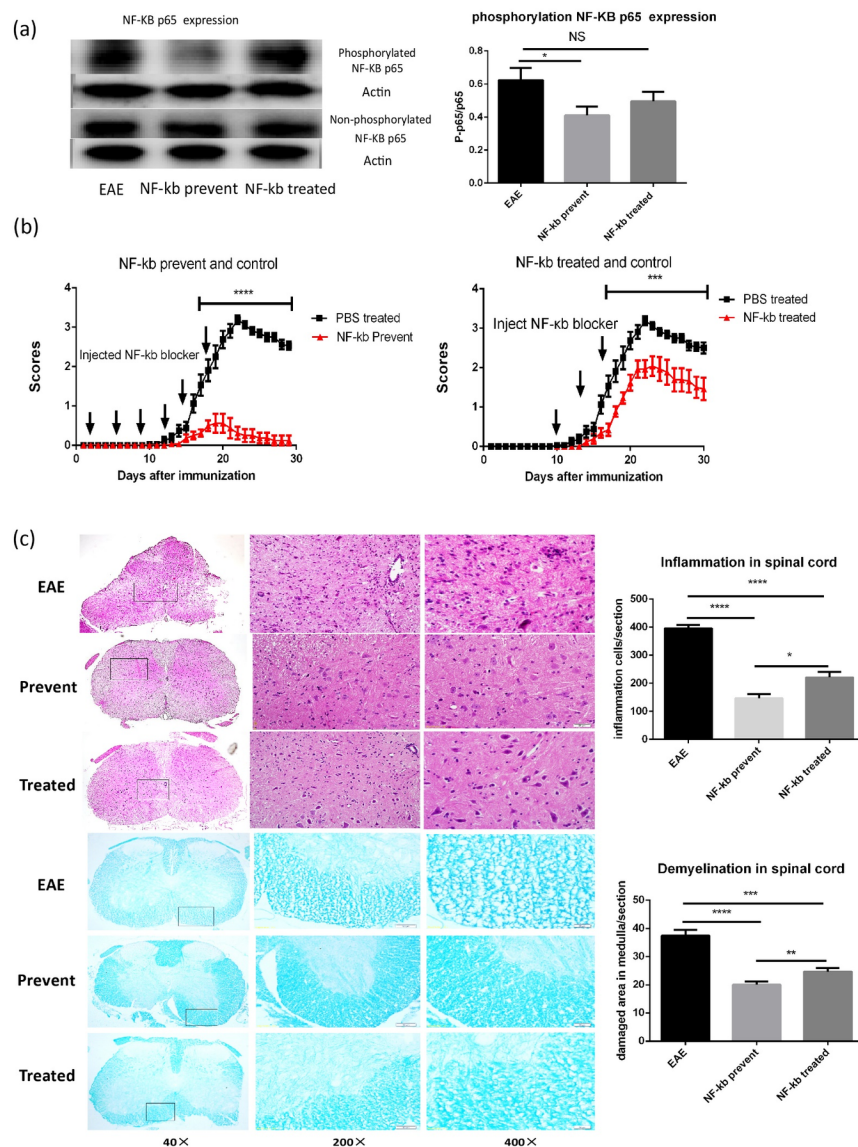 (a)
NF-KB p65 expression
Phosphorylated
NF-KB p65
Actin
Non-phosphorylated
NF-KB p65
Actin
EAE NF-kb prevent NF-kb treated
phosphorylation NF-KB p65 expression
NS
*
P-p65/p65
0.8
0.6
0.4
0.2
0.0
EAE
NF-kb prevent
NF-kb treated
(b)
NF-kb prevent and control
****
PBS treated
NF-kb Prevent
Injected NF-kb blocker
Scores
4
3
2
1
0
0 10 20 30
Days after immunization
NF-kb treated and control
***
PBS treated
NF-kb treated
Inject NF-κb blocker
Scores
4
3
2
1
0
0 10 20 30
Days after immunization
(c)
EAE
Prevent
Treated
EAE
Prevent
Treated
40× 200× 400×
Inflammation in spinal cord
****
****
*
inflammation cells/section
500
400
300
200
100
0
EAE
NF-kb prevent
NF-kb treated
Demyelination in spinal cord
***
****
**
damaged area in medulla/section
50
40
30
20
10
0
EAE
NF-kb prevent
NF-kb treated